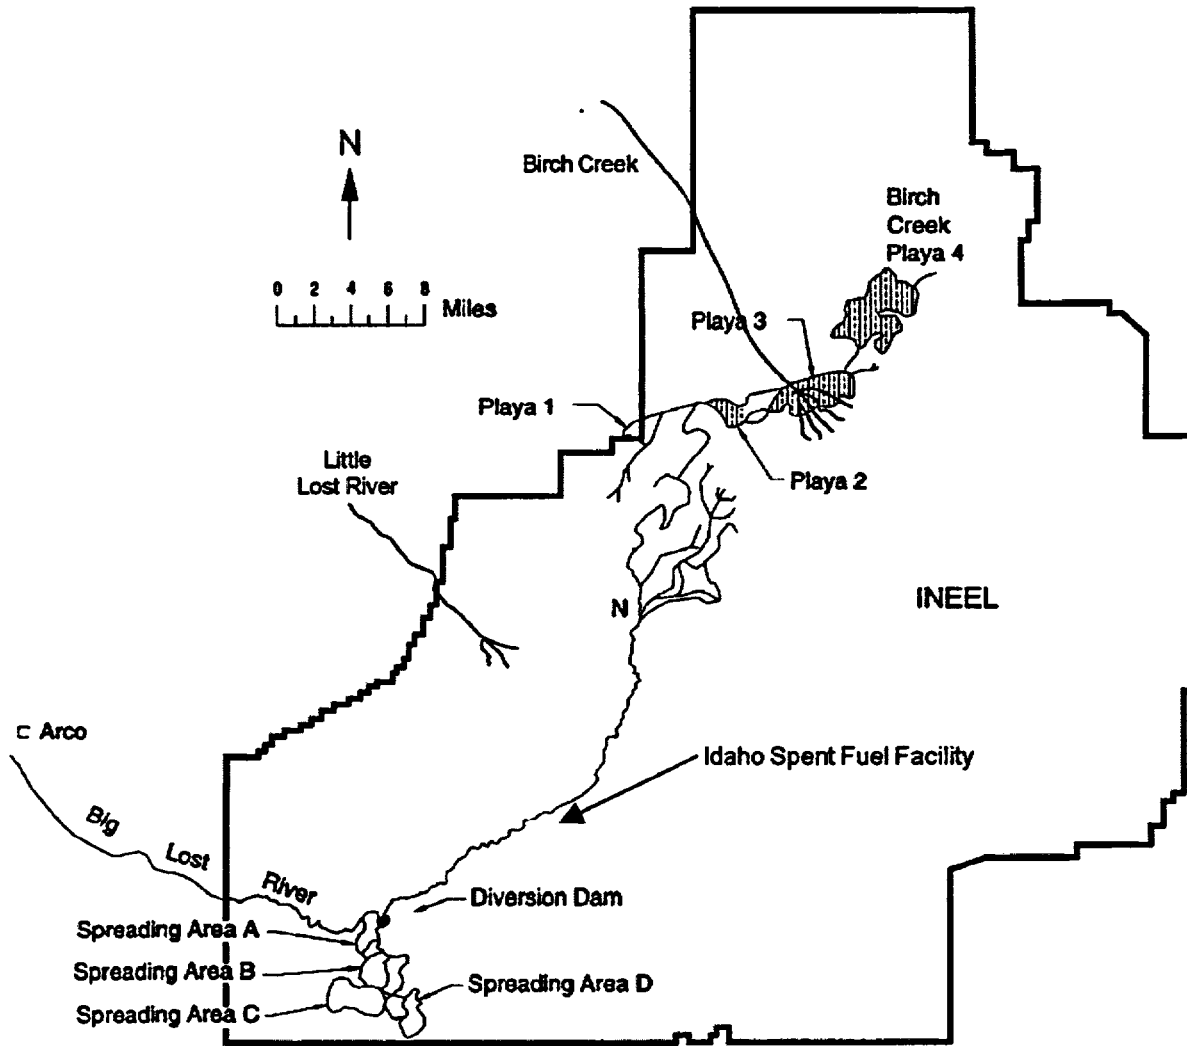 N
Birch Creek
Birch
Creek
Playa 4
0 2 4 6 8
Miles
Playa 3
Playa 1
Little
Lost River
Playa 2
N
INEEL
Arco
Idaho Spent Fuel Facility
Big Lost River
Diversion Dam
Spreading Area A
Spreading Area B
Spreading Area D
Spreading Area C